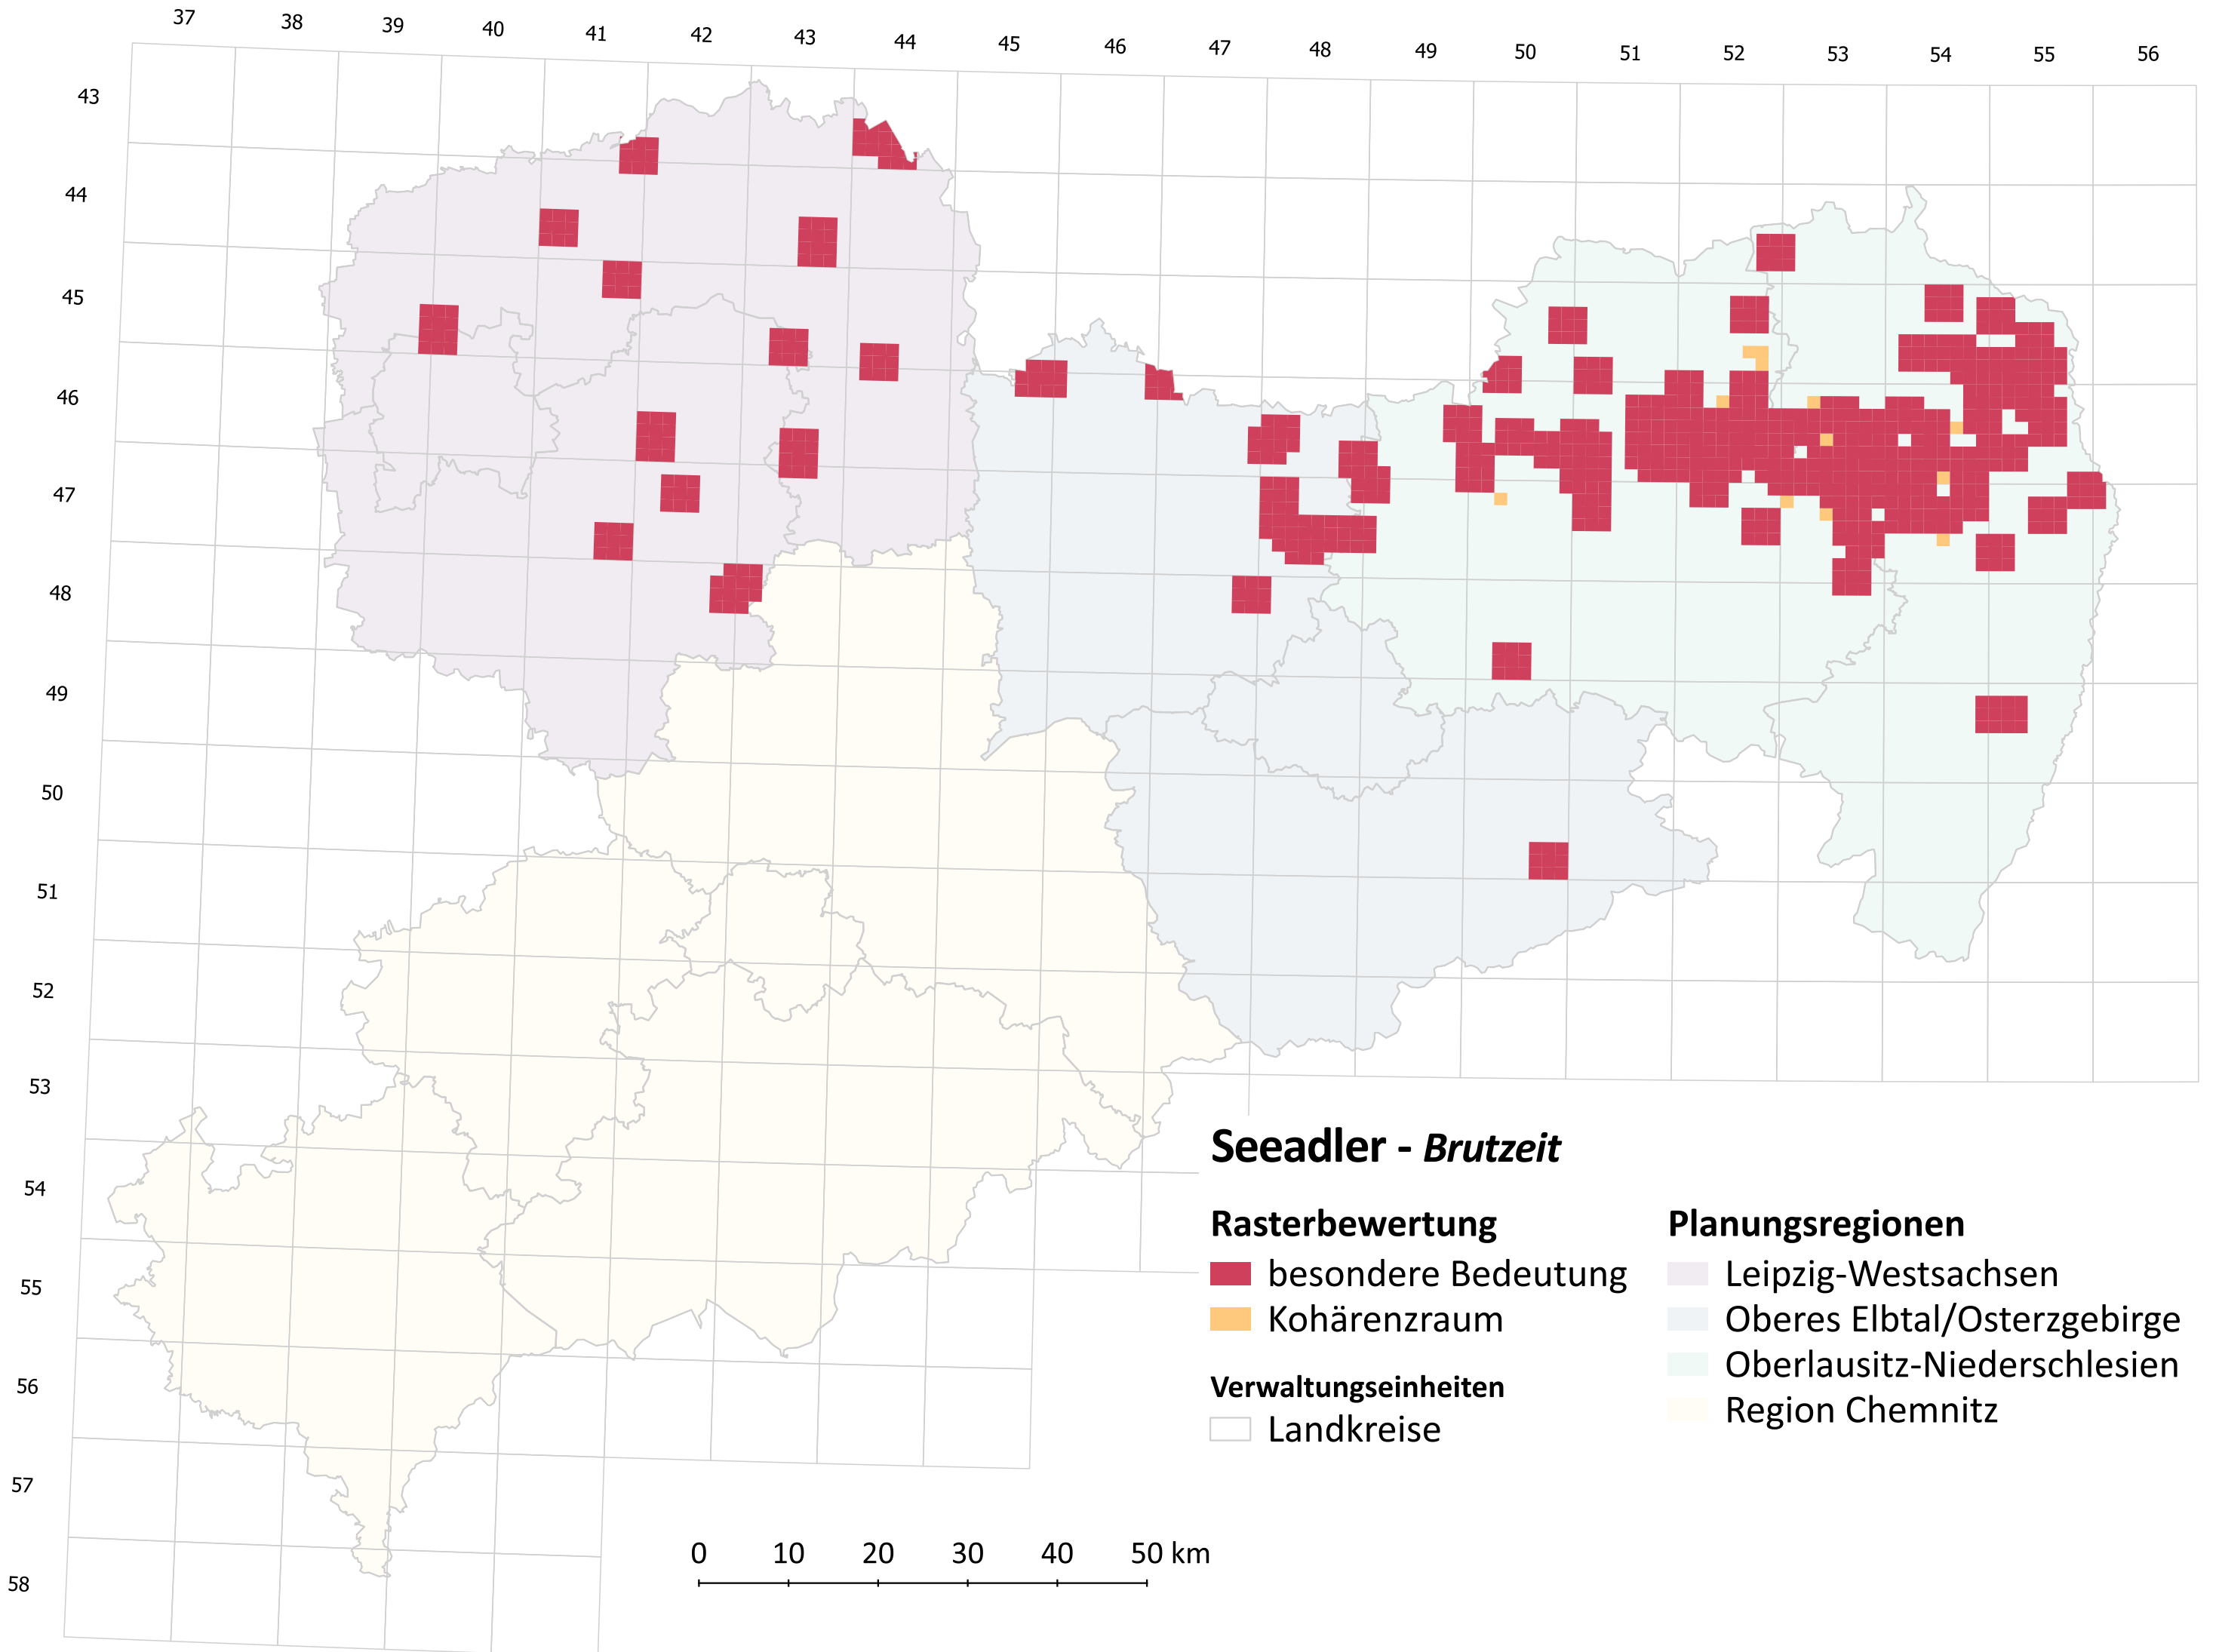 37 38 39 40 41 42 43 44 45 46 47 48 49 50 51 52 53 54 55 56
43
44
45
46
47
48
49
50
51
52
53
54
55
56
57
58
Seeadler - Brutzeit
Rasterbewertung
besondere Bedeutung
Kohärenzraum
Verwaltungseinheiten
Landkreise
Planungsregionen
Leipzig-Westsachsen
Oberes Elbtal/Osterzgebirge
Oberlausitz-Niederschlesien
Region Chemnitz
0 10 20 30 40 50 km